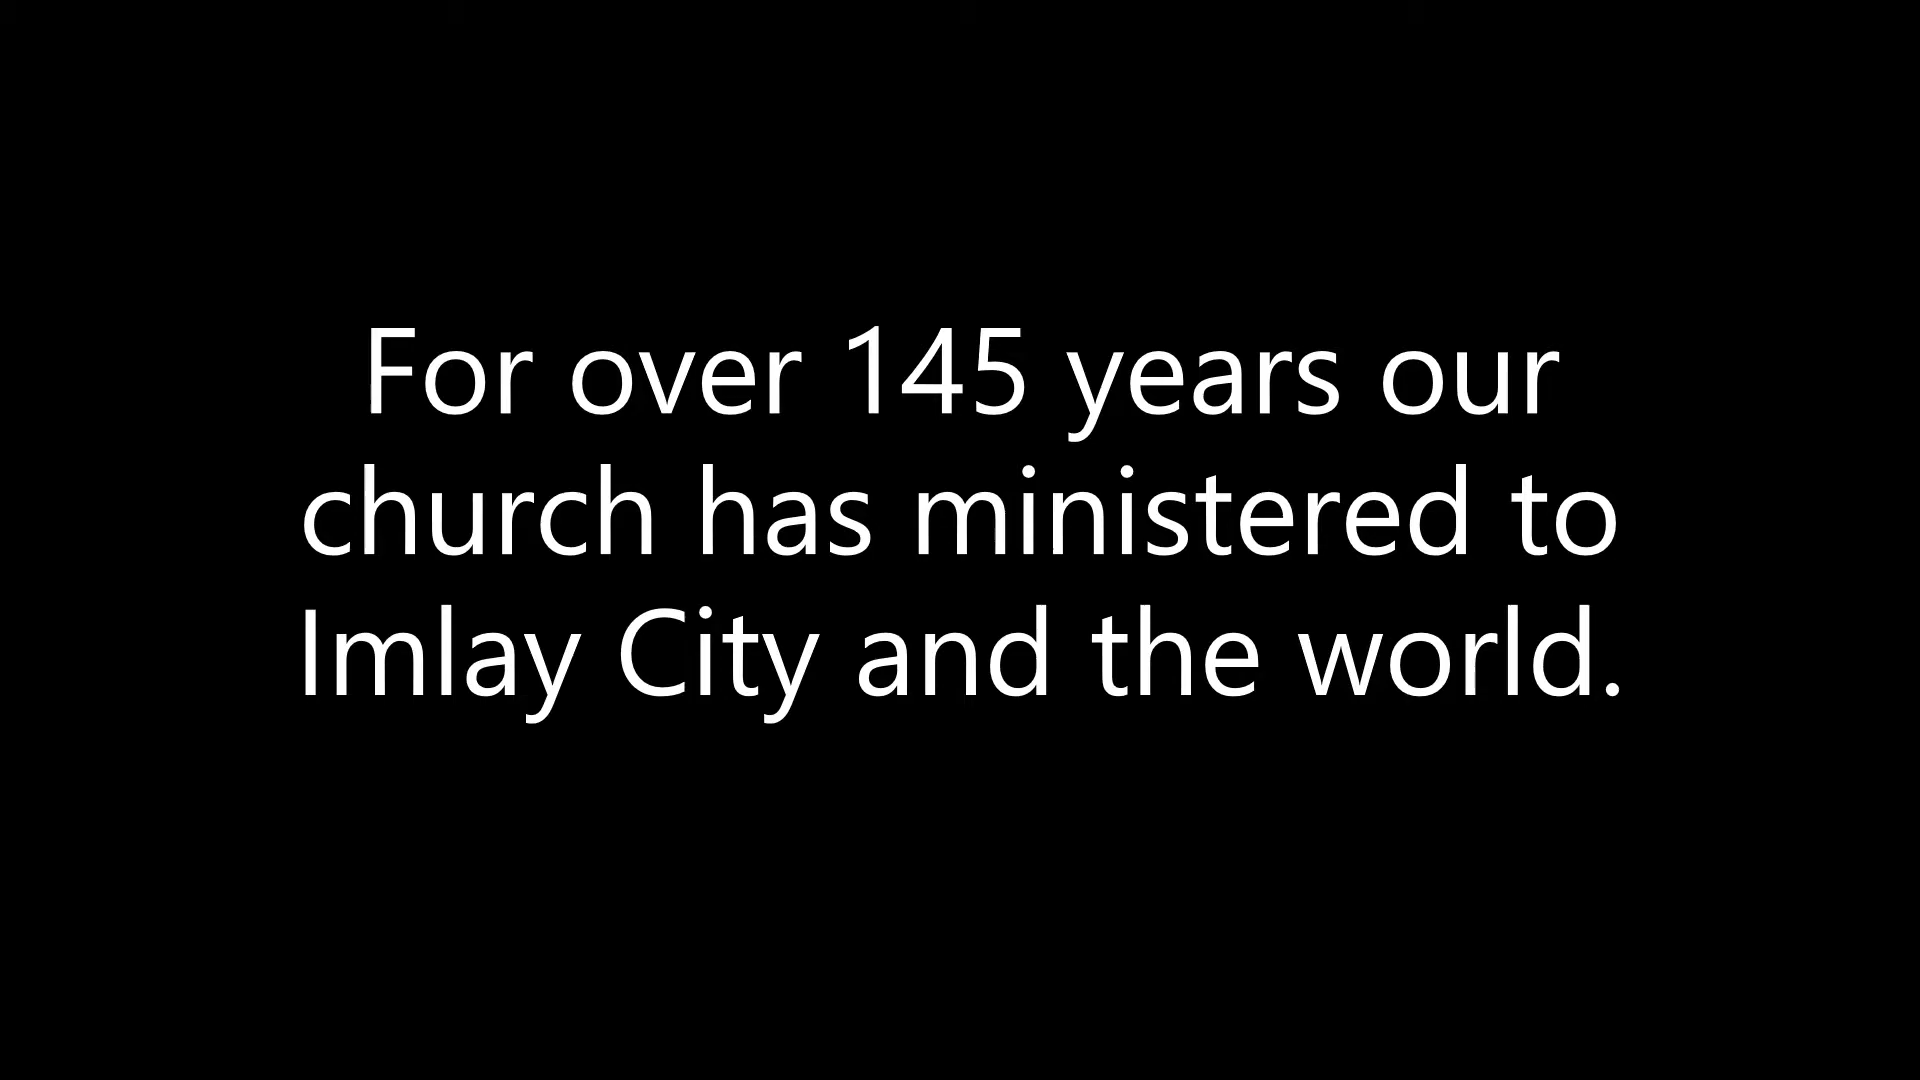 For over 145 years our
church has ministered to
Imlay City and the world.